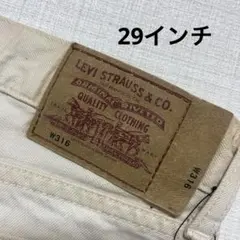 29インチ
LEVI STRAUSS & CO.
QUALITY
CLOTHING
W316
W316